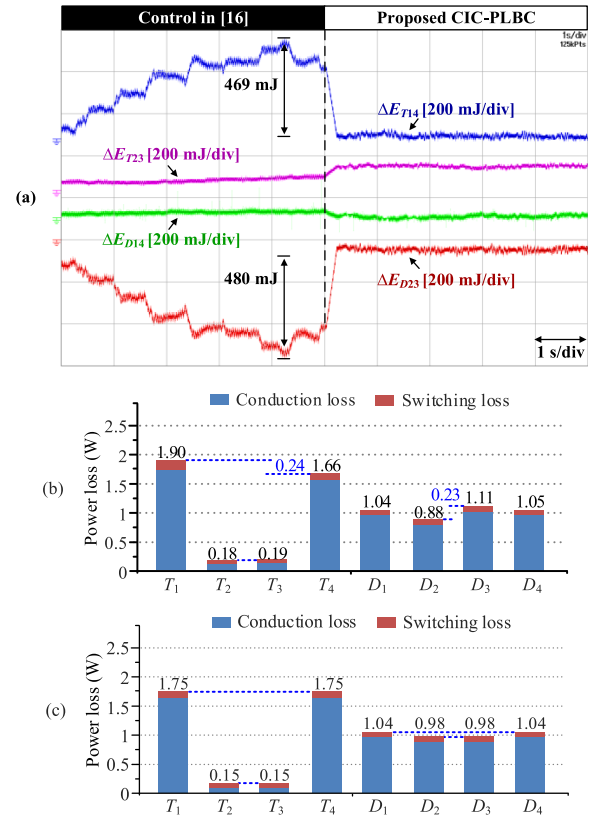 Control in [16]
Proposed CIC-PLBC
1s/div
125kPts
469 mJ
ΔE_T14 [200 mJ/div]
ΔE_T23 [200 mJ/div]
(a)
ΔE_D14 [200 mJ/div]
480 mJ
ΔE_D23 [200 mJ/div]
1 s/div
Conduction loss Switching loss
(b)
Power loss (W)
2.5
2
1.5
1
0.5
0
1.90
0.24
1.66
0.18
0.19
1.04
0.88
0.23
1.11
1.05
T1 T2 T3 T4 D1 D2 D3 D4
Conduction loss Switching loss
(c)
Power loss (W)
2.5
2
1.5
1
0.5
0
1.75
0.15
0.15
1.75
1.04
0.98
0.98
1.04
T1 T2 T3 T4 D1 D2 D3 D4